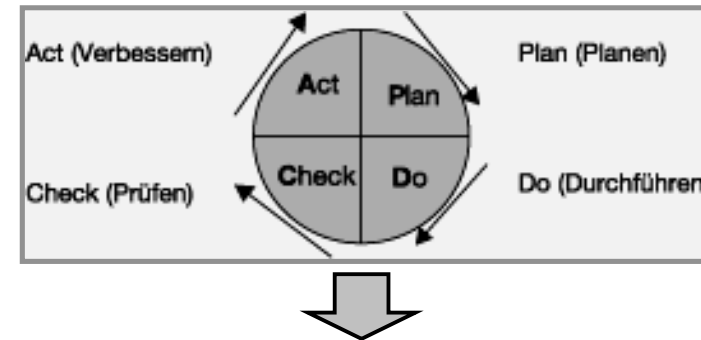 Act (Verbessern)
Plan (Planen)
Act
Plan
Check
Do
Check (Prüfen)
Do (Durchführen